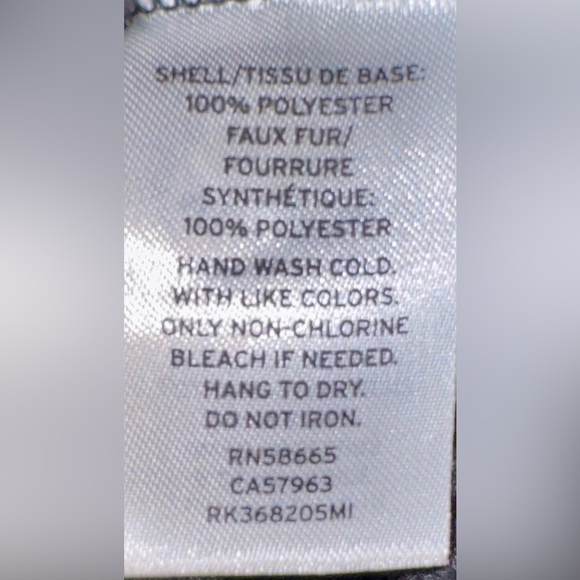 SHELL/TISSU DE BASE:
100% POLYESTER
FAUX FUR/
FOURRURE
SYNTHÉTIQUE:
100% POLYESTER
HAND WASH COLD.
WITH LIKE COLORS.
ONLY NON-CHLORINE
BLEACH IF NEEDED.
HANG TO DRY.
DO NOT IRON.
RN58665
CA57963
RK368205MI